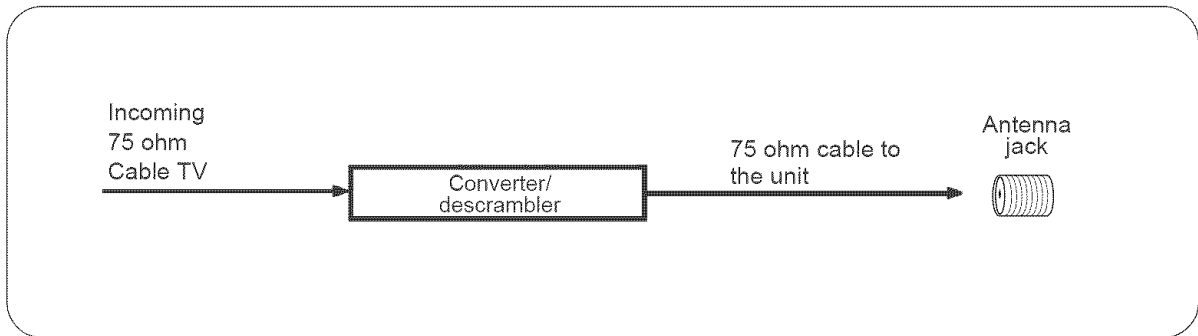 Incoming
75 ohm
Cable TV
Converter/
descrambler
75 ohm cable to
the unit
Antenna
jack